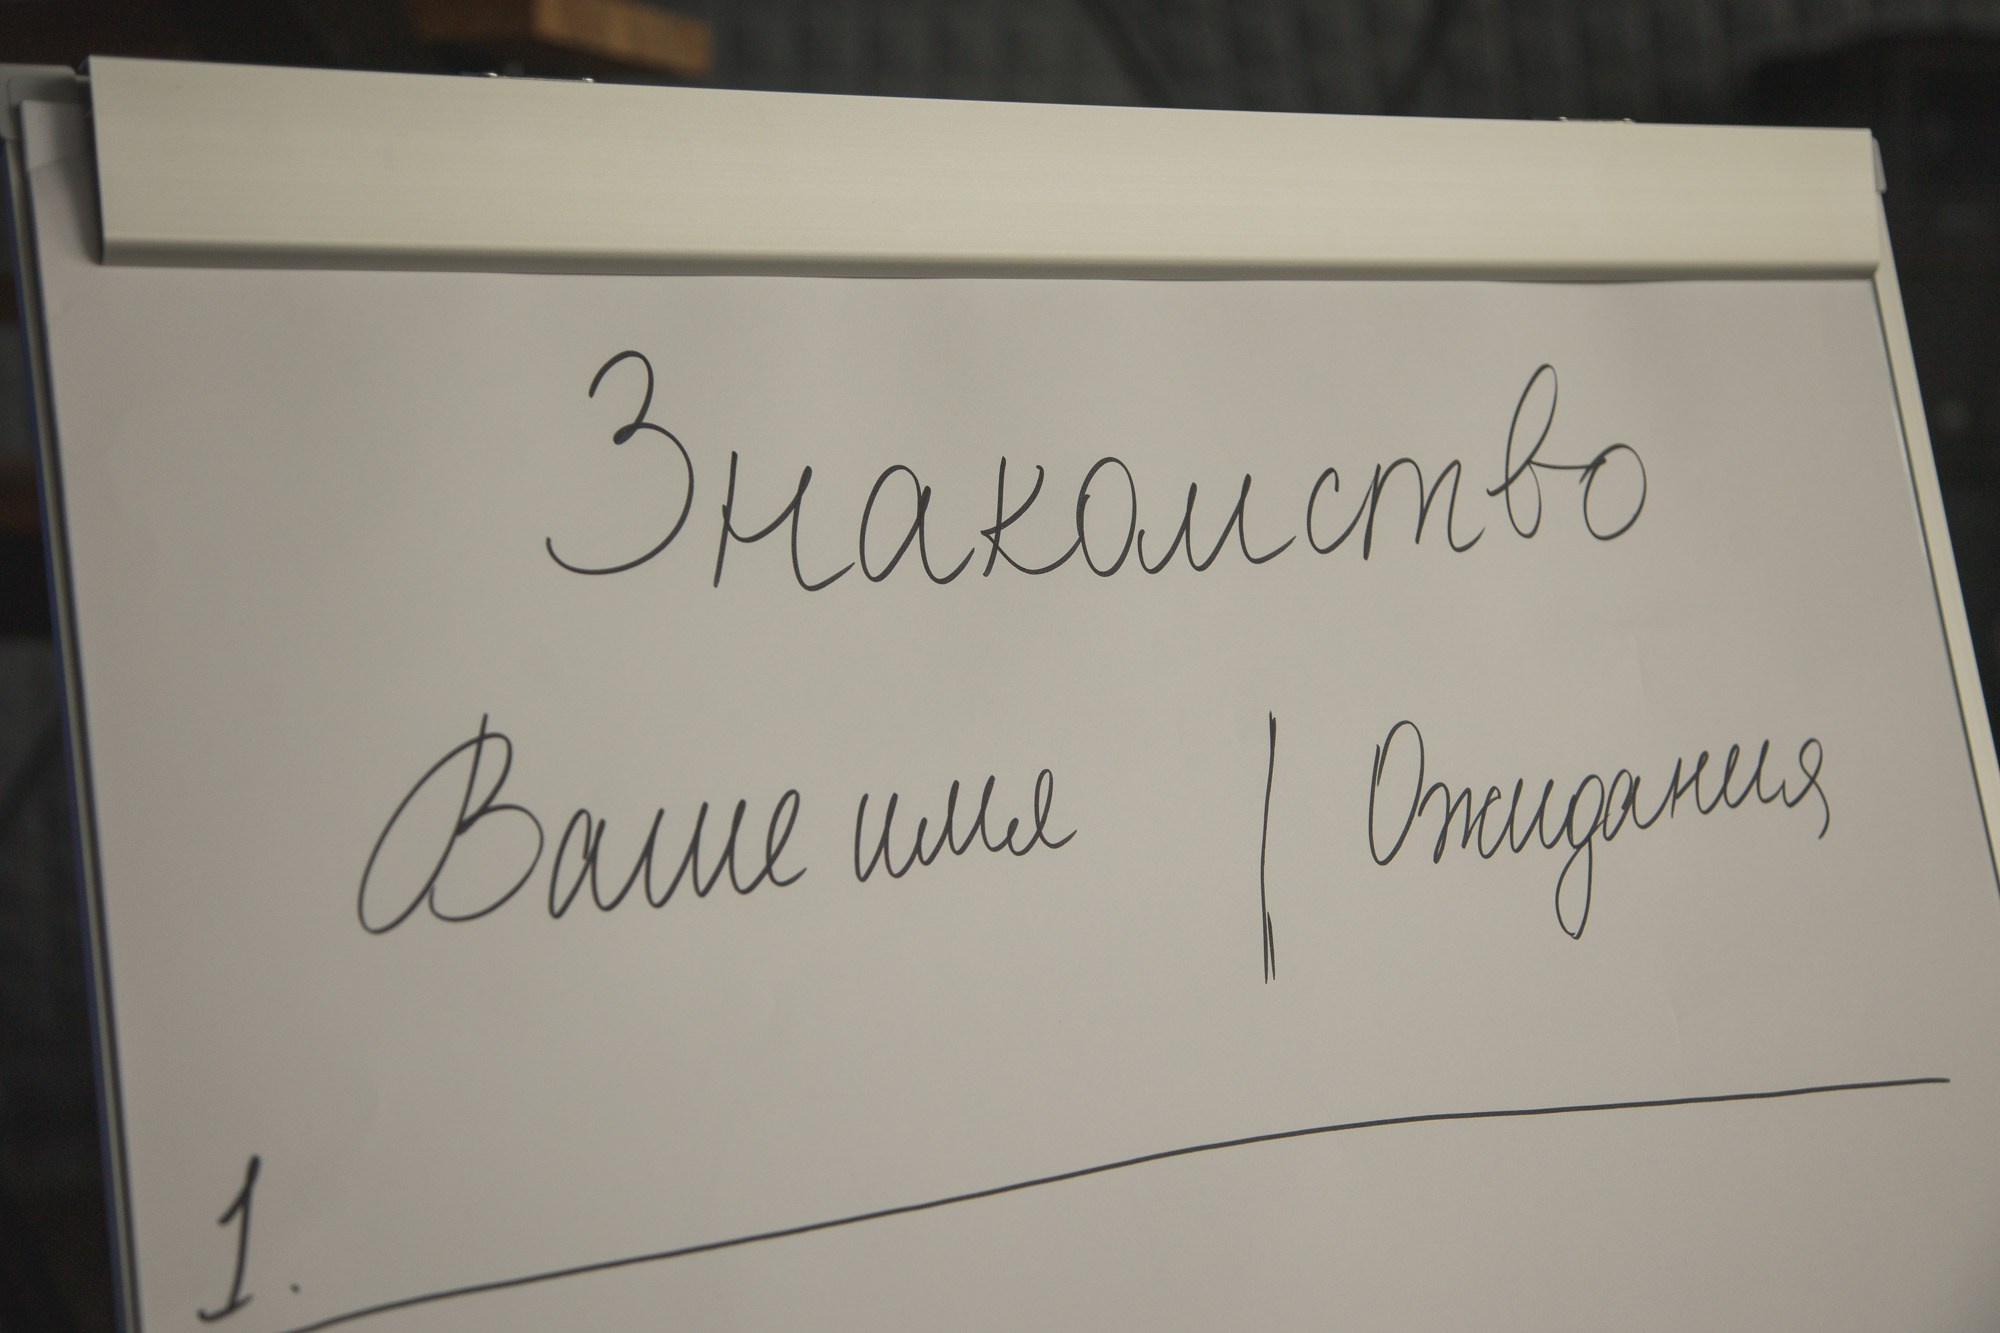 Знакомство
Ваше имя | Ожидания
1.